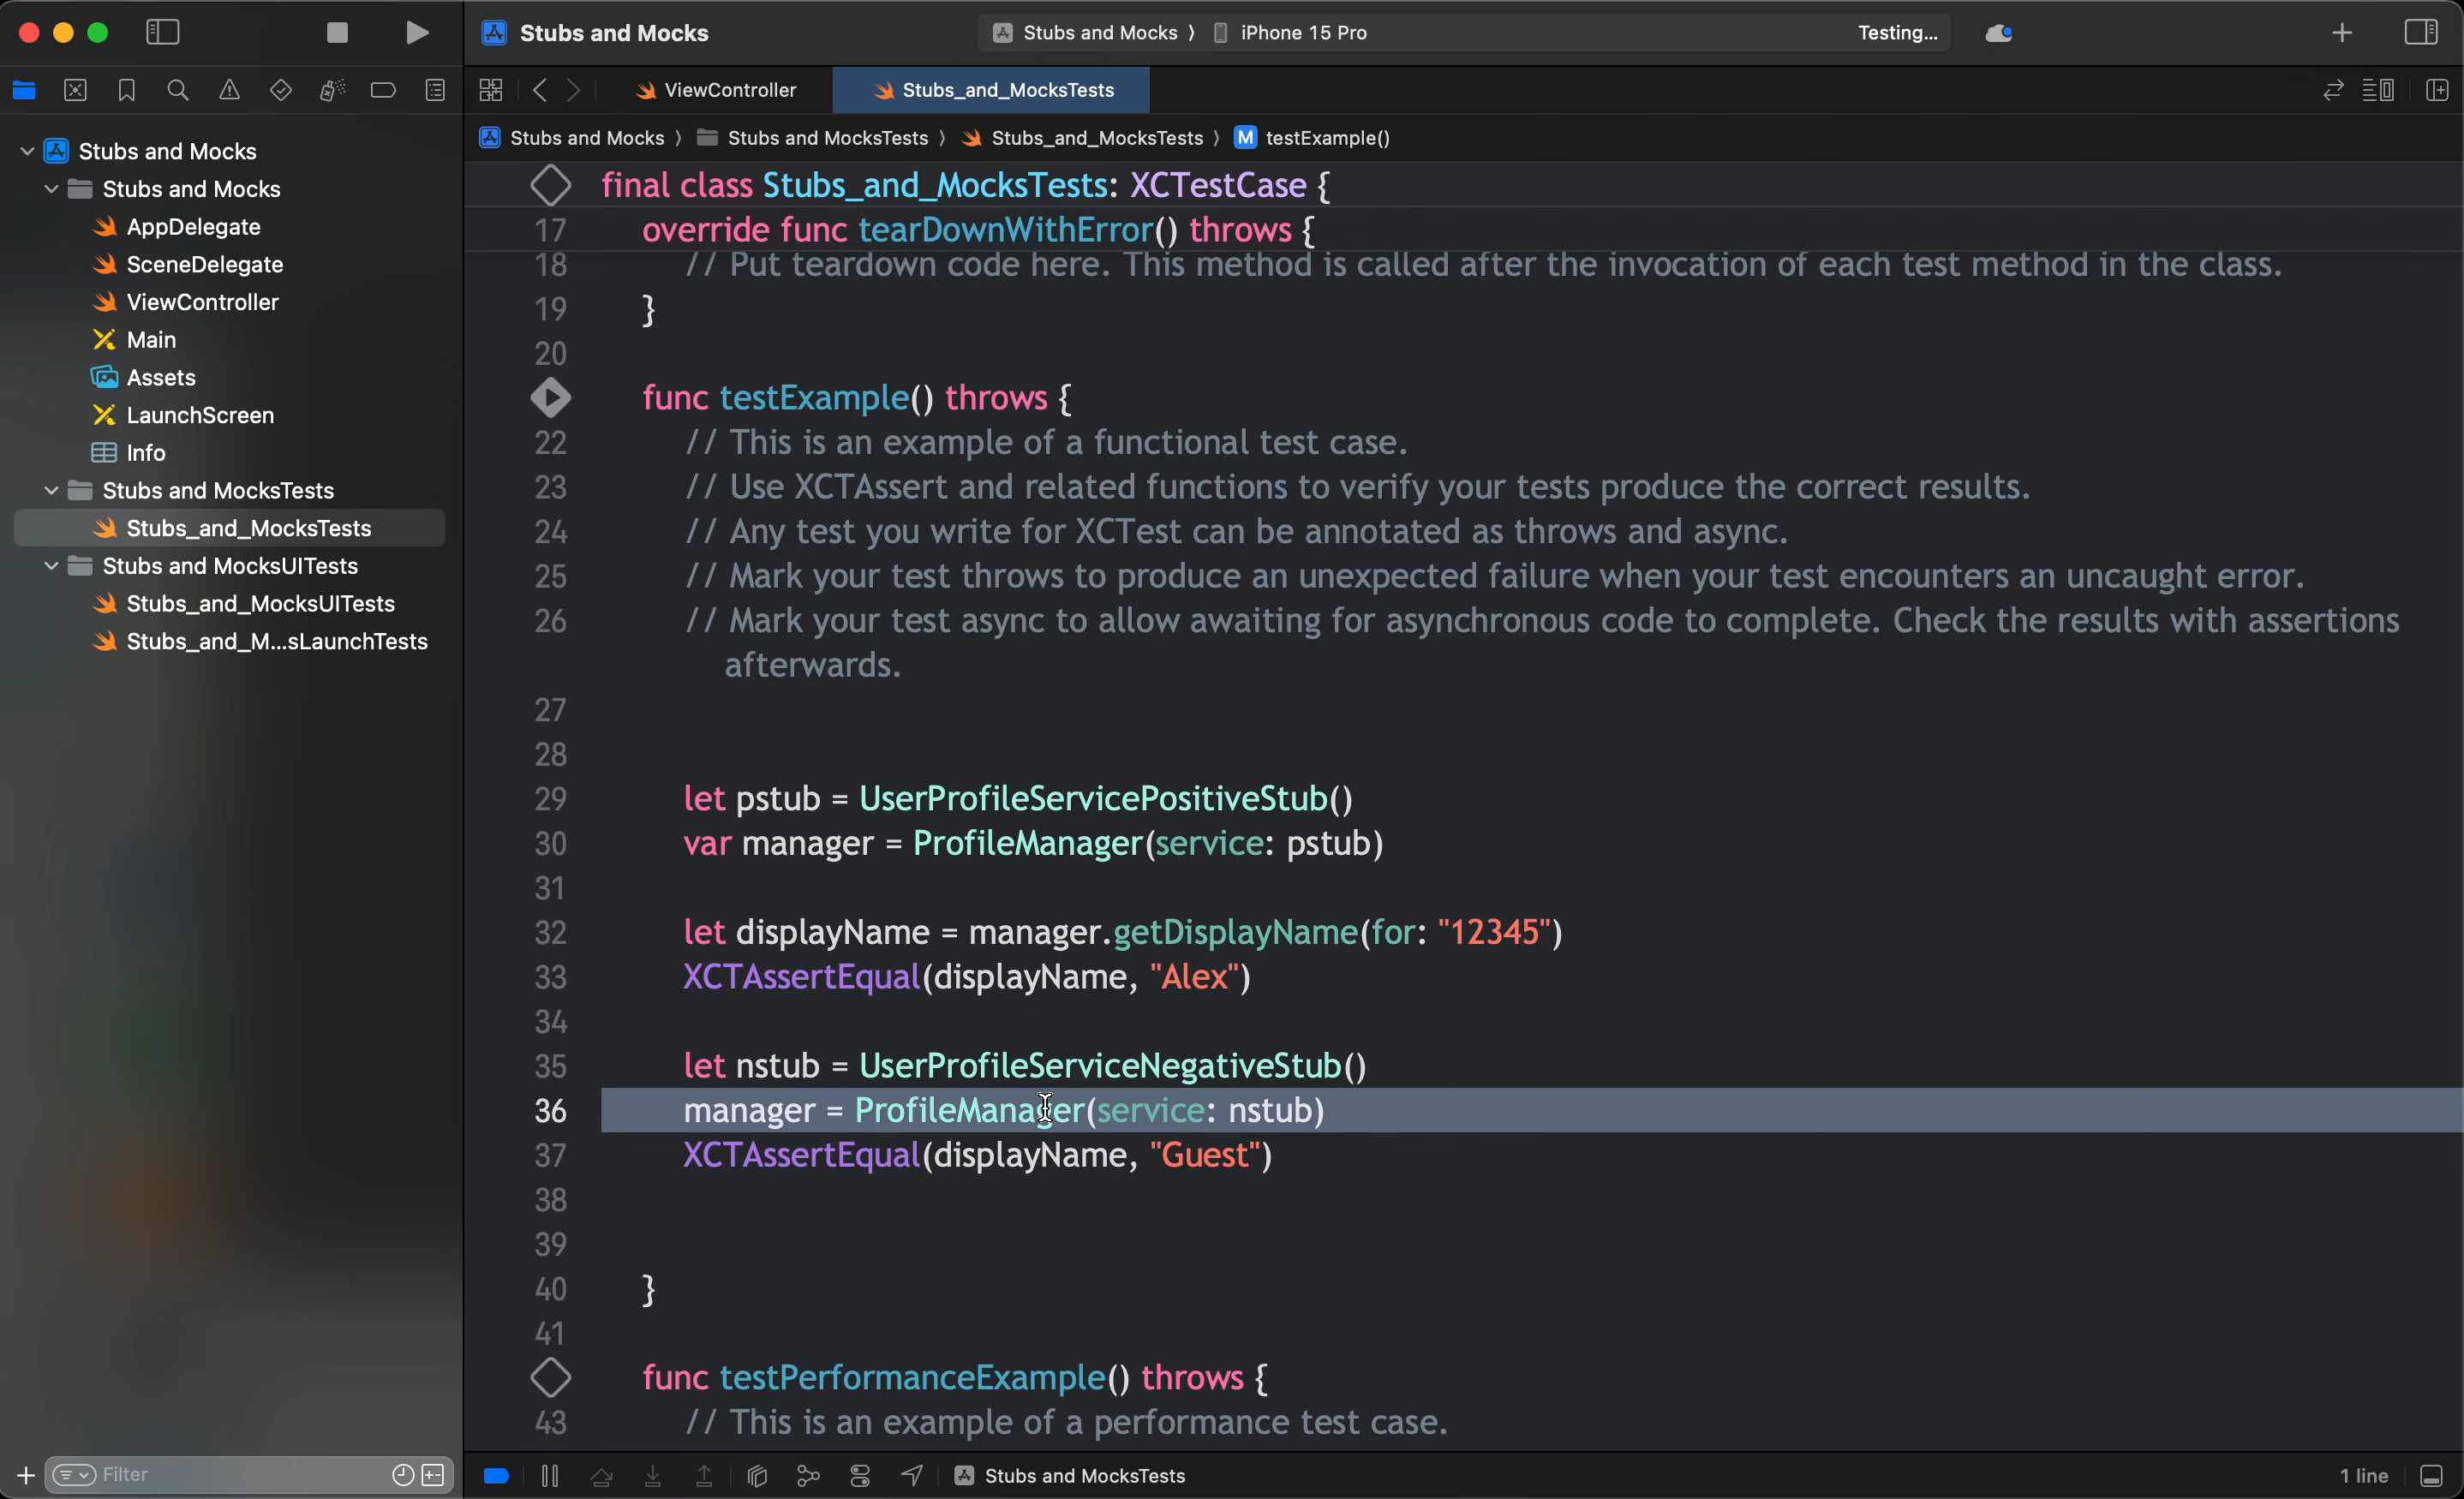 Stubs and Mocks
Stubs and Mocks 〉 iPhone 15 Pro
Testing...
ViewController
Stubs_and_MocksTests
Stubs and Mocks 〉 Stubs and MocksTests 〉 Stubs_and_MocksTests 〉 M testExample()
Stubs and Mocks
Stubs and Mocks
AppDelegate
SceneDelegate
ViewController
Main
Assets
LaunchScreen
Info
Stubs and MocksTests
Stubs_and_MocksTests
Stubs and MocksUITests
Stubs_and_MocksUITests
Stubs_and_M...sLaunchTests
Filter
final class Stubs_and_MocksTests: XCTestCase {
17 override func tearDownWithError() throws {
18 // Put teardown code here. This method is called after the invocation of each test method in the class.
19 }
20
func testExample() throws {
22 // This is an example of a functional test case.
23 // Use XCTAssert and related functions to verify your tests produce the correct results.
24 // Any test you write for XCTest can be annotated as throws and async.
25 // Mark your test throws to produce an unexpected failure when your test encounters an uncaught error.
26 // Mark your test async to allow awaiting for asynchronous code to complete. Check the results with assertions
afterwards.
27
28
29 let pstub = UserProfileServicePositiveStub()
30 var manager = ProfileManager(service: pstub)
31
32 let displayName = manager.getDisplayName(for: "12345")
33 XCTAssertEqual(displayName, "Alex")
34
35 let nstub = UserProfileServiceNegativeStub()
36 manager = ProfileManager(service: nstub)
37 XCTAssertEqual(displayName, "Guest")
38
39
40 }
41
func testPerformanceExample() throws {
43 // This is an example of a performance test case.
Stubs and MocksTests
1 line